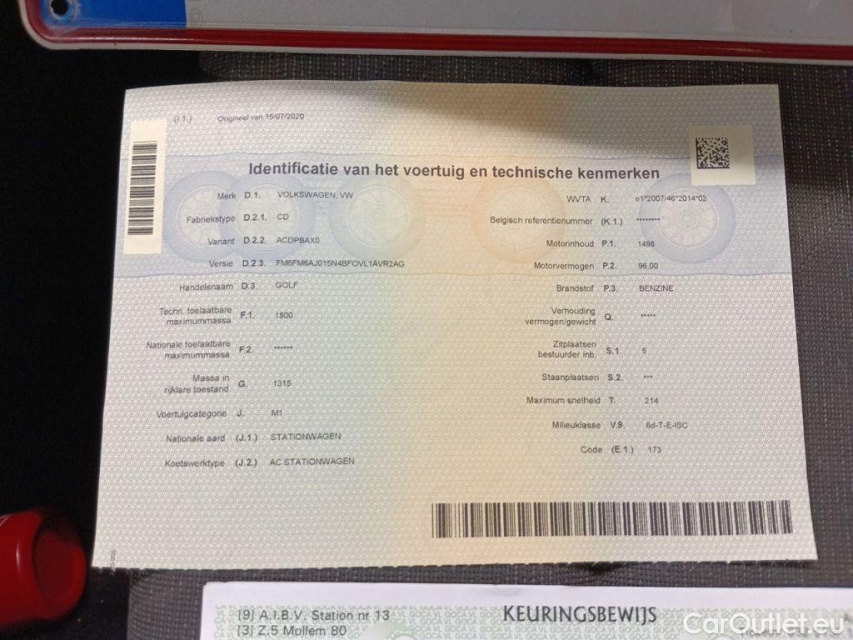 (I.1.) Origineel van 15/07/2020
Identificatie van het voertuig en technische kenmerken
Merk D.1. VOLKSWAGEN, VW
Fabriekstype D.2.1. CD
Variant D.2.2. ACDPBAX0
Versie D.2.3.
Handelsnaam D.3. GOLF
Techn. toelaatbare
maximummassa F.1. 1800
Nationale toelaatbare
maximummassa F.2. ******
Massa in
rijklare toestand G. 1315
Voertuigcategorie J. M1
Nationale aard (J.1.) STATIONWAGEN
Koetswerktype (J.2.) AC STATIONWAGEN
WVTA K. e1*2007/46*2014*02
Belgisch referentienummer (K.1.) ********
Motorinhoud P.1. 1498
Motorvermogen P.2. 96,00
Brandstof P.3. BENZINE
Verhouding
vermogen/gewicht Q. *****
Zitplaatsen
bestuurder inb. S.1. 5
Staanplaatsen S.2. ***
Maximum snelheid T. 214
Milieuklasse V.9. 6d-T-E-ISC
Code (E.1.) 173
[9] A.I.B.V. Station nr 13
KEURINGSBEWIJS
[3] Z.5 Mollem 80
CarOutlet.eu